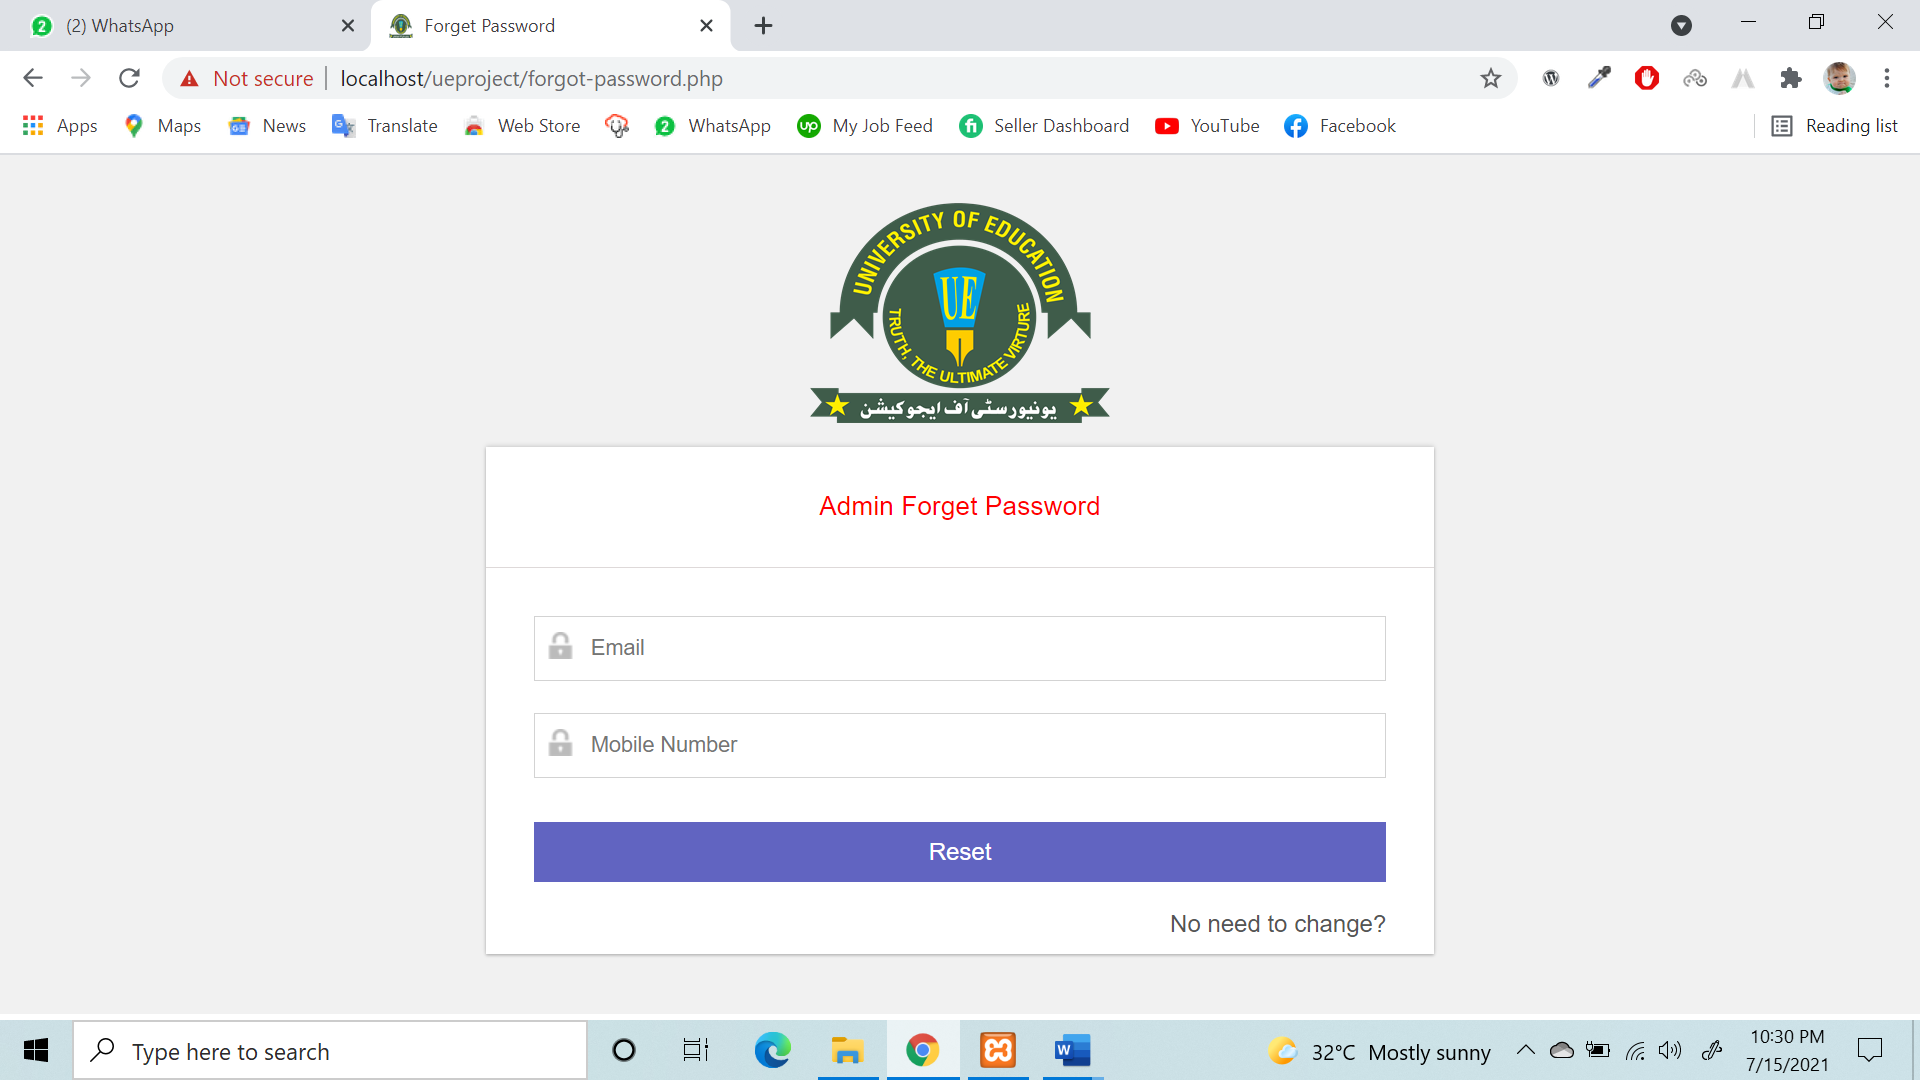 (2) WhatsApp
Forget Password
Not secure
localhost/ueproject/forgot-password.php
Apps
Maps
News
Translate
Web Store
WhatsApp
My Job Feed
Seller Dashboard
YouTube
Facebook
Reading list
UNIVERSITY OF EDUCATION
UE
TRUTH, THE ULTIMATE VIRTURE
یونیورسٹی آف ایجوکیشن
Admin Forget Password
Email
Mobile Number
Reset
No need to change?
Type here to search
32°C Mostly sunny
10:30 PM
7/15/2021